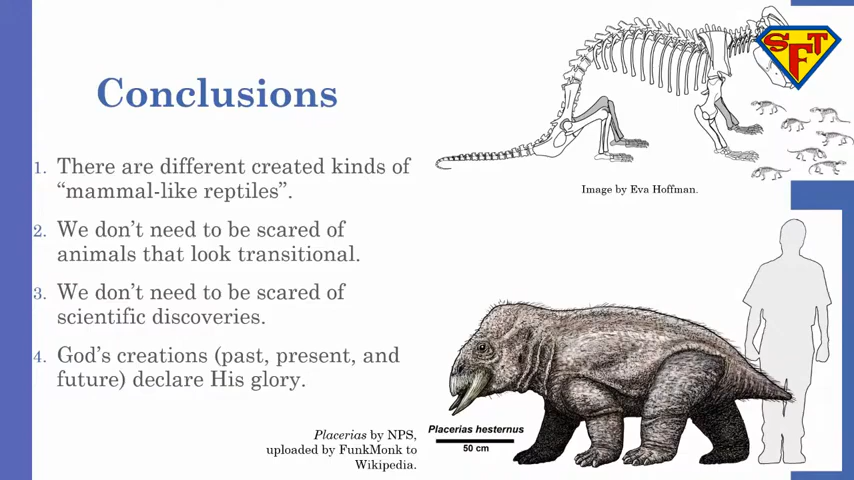 SFT
Conclusions
1. There are different created kinds of
“mammal-like reptiles”.
2. We don’t need to be scared of
animals that look transitional.
3. We don’t need to be scared of
scientific discoveries.
4. God’s creations (past, present, and
future) declare His glory.
Image by Eva Hoffman.
Placerias hesternus
50 cm
Placerias by NPS,
uploaded by FunkMonk to
Wikipedia.